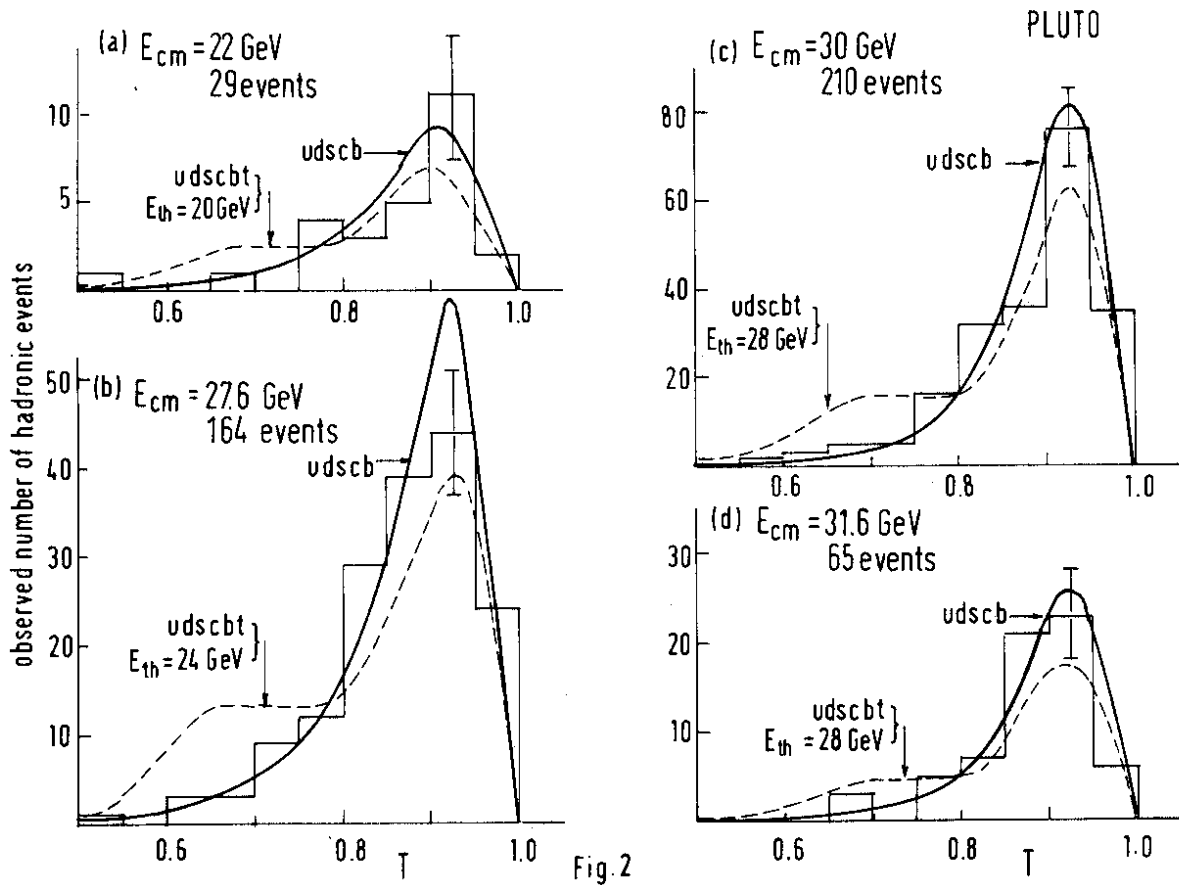 PLUTO
observed number of hadronic events
(a) E_cm = 22 GeV
29 events
10
5
udscb
udscbt
E_th = 20 GeV }
0.6 0.8 1.0
(b) E_cm = 27.6 GeV
164 events
50
40
30
20
10
udscb
udscbt
E_th = 24 GeV }
0.6 0.8 1.0
T
(c) E_cm = 30 GeV
210 events
80
60
40
20
udscb
udscbt
E_th = 28 GeV }
0.6 0.8 1.0
(d) E_cm = 31.6 GeV
65 events
30
20
10
udscb
udscbt
E_th = 28 GeV }
0.6 0.8 1.0
T
Fig. 2